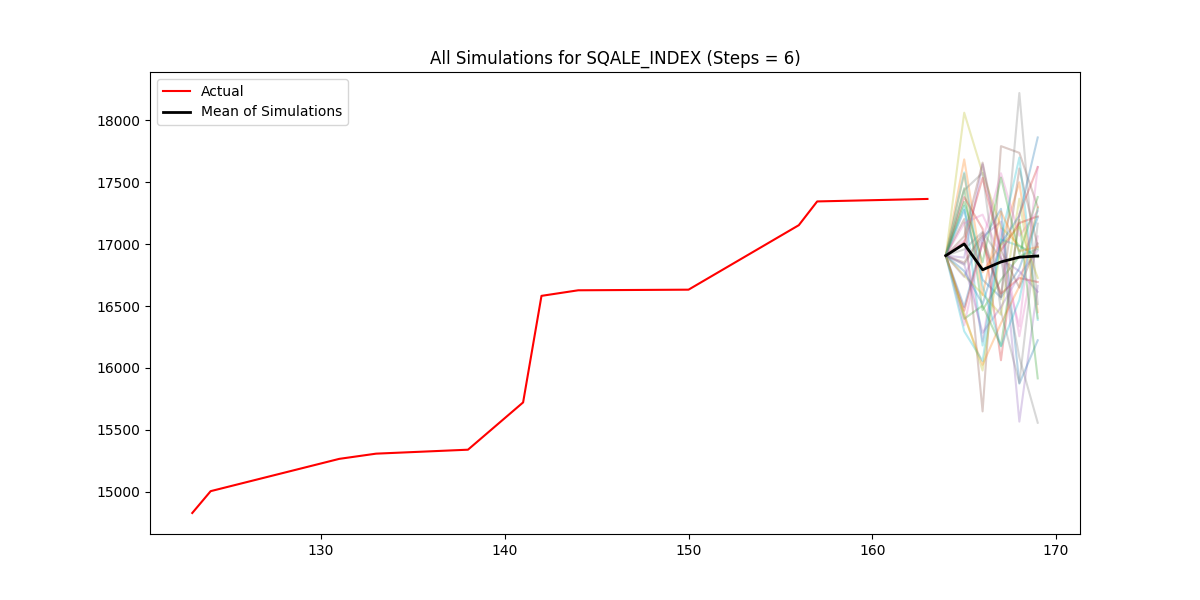 All Simulations for SQALE_INDEX (Steps = 6)
Actual
Mean of Simulations
18000
17500
17000
16500
16000
15500
15000
130 140 150 160 170